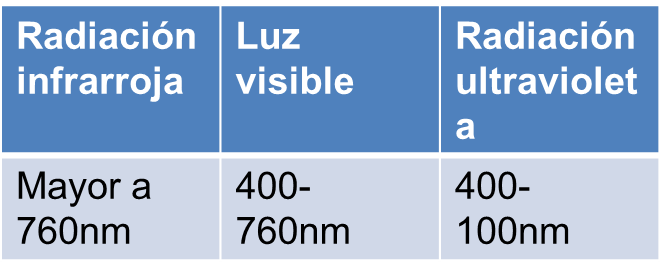 Radiación
infrarroja
Luz
visible
Radiación
ultraviolet
a
Mayor a
760nm
400-
760nm
400-
100nm